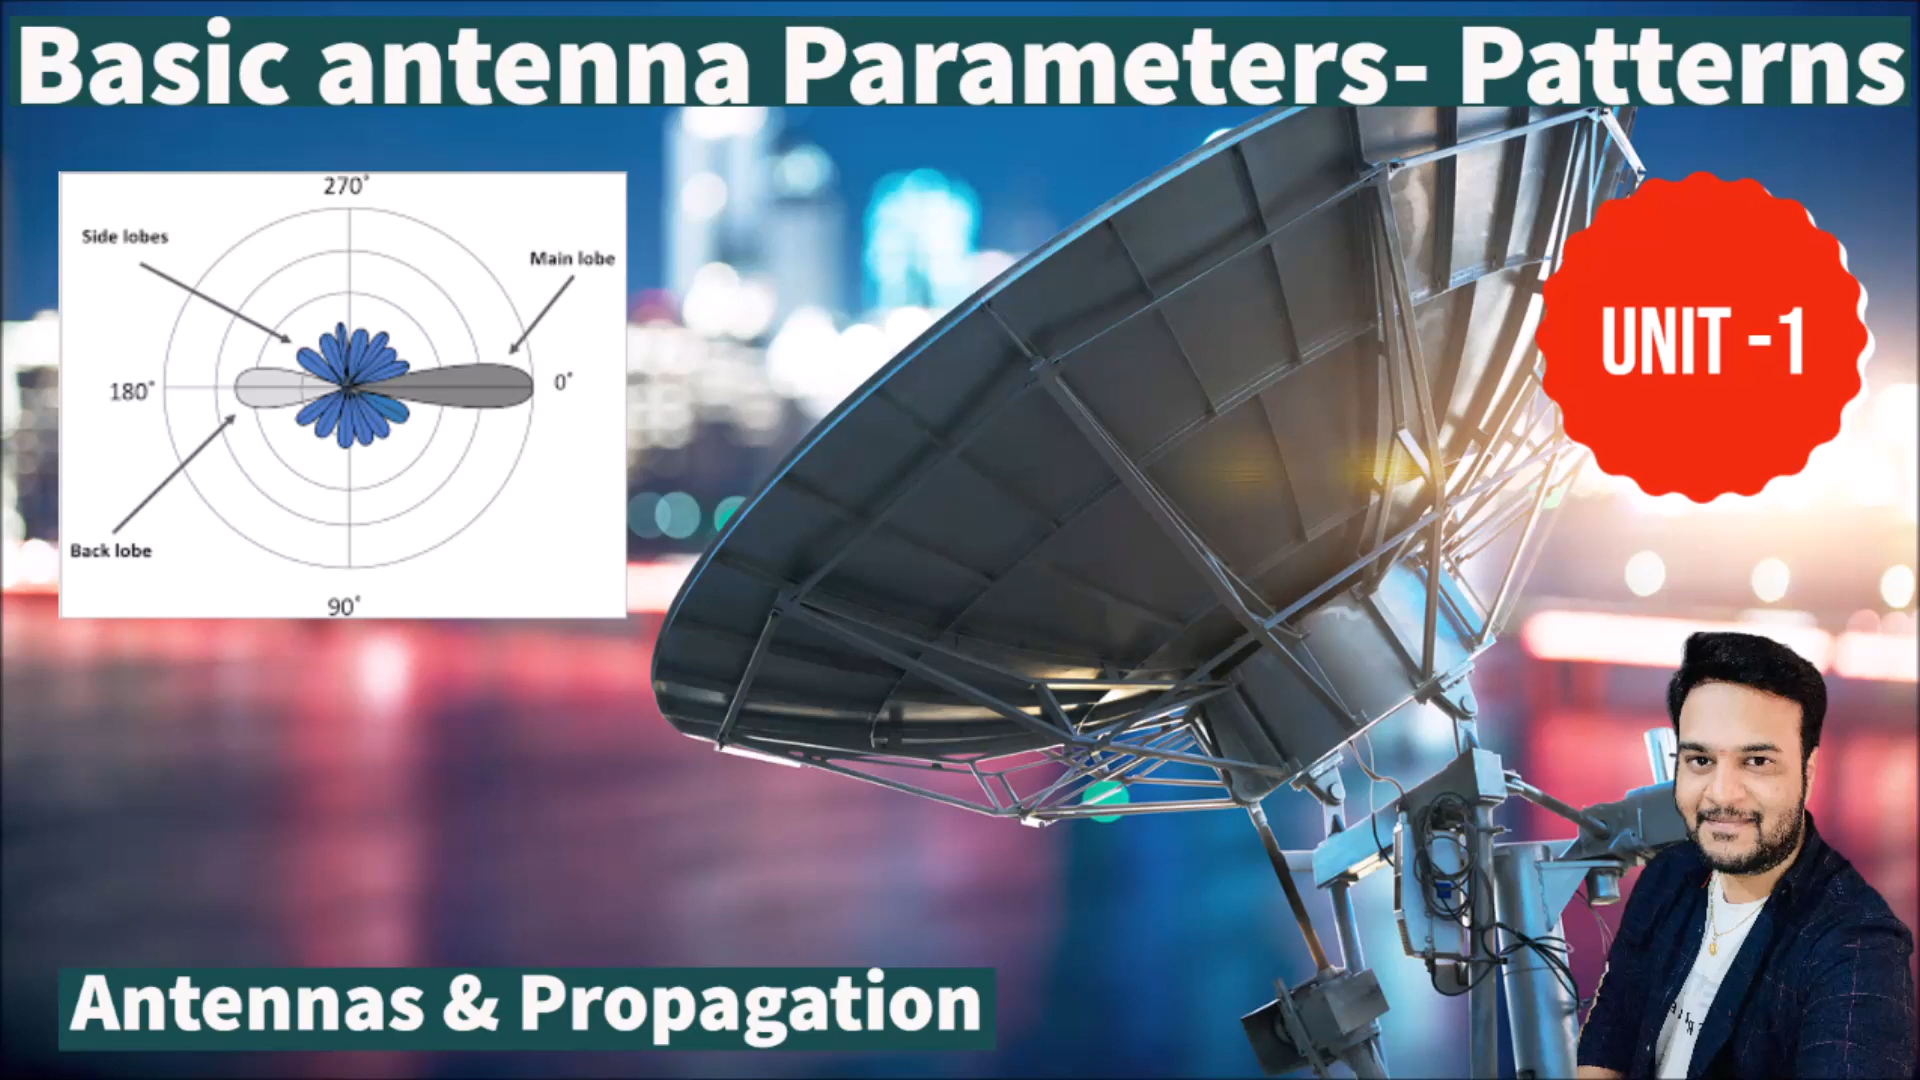 Basic antenna Parameters- Patterns
270°
Side lobes
Main lobe
180°
0°
Back lobe
90°
UNIT -1
Antennas & Propagation